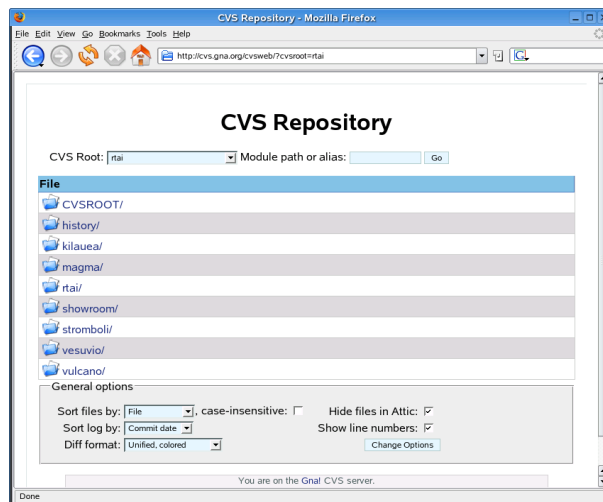 CVS Repository - Mozilla Firefox
File Edit View Go Bookmarks Tools Help
http://cvs.gna.org/cvsweb/?cvsroot=rtai
G
CVS Repository
CVS Root: rtai Module path or alias: Go
File
CVSROOT/
history/
kilauea/
magma/
rtai/
showroom/
stromboli/
vesuvio/
vulcano/
General options
Sort files by: File , case-insensitive: Hide files in Attic:
Sort log by: Commit date Show line numbers:
Diff format: Unified, colored Change Options
You are on the Gna! CVS server.
Done